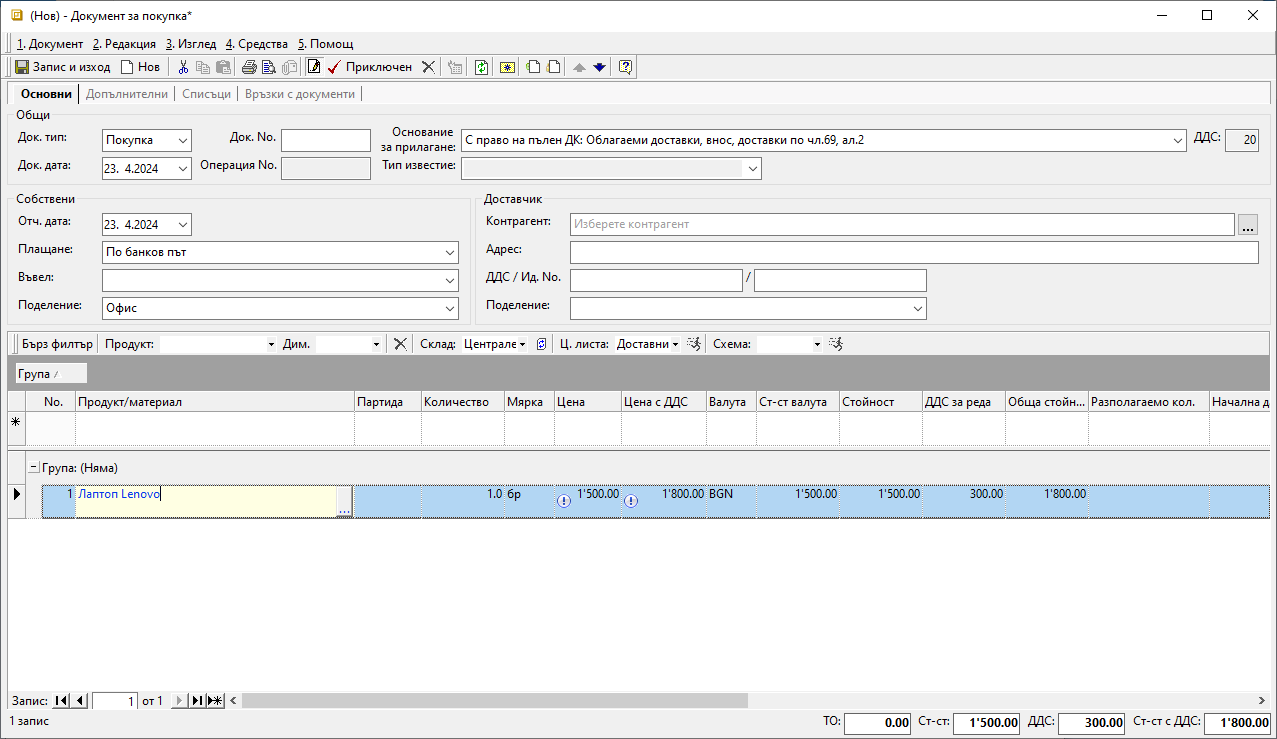 (Нов) - Документ за покупка*
1. Документ 2. Редакция 3. Изглед 4. Средства 5. Помощ
Запис и изход Нов Приключен
Основни Допълнителни Списъци Връзки с документи
Общи
Док. тип: Покупка Док. No. Основание за прилагане: С право на пълен ДК: Облагаеми доставки, внос, доставки по чл.69, ал.2 ДДС: 20
Док. дата: 23. 4.2024 Операция No. Тип известие:
Собствени
Отч. дата: 23. 4.2024
Плащане: По банков път
Въвел:
Поделение: Офис
Доставчик
Контрагент: Изберете контрагент ...
Адрес:
ДДС / Ид. No. /
Поделение:
Бърз филтър Продукт: Дим. Склад: Централе Ц. листа: Доставни Схема:
Група
No. Продукт/материал Партида Количество Мярка Цена Цена с ДДС Валута Ст-ст валута Стойност ДДС за реда Обща стойн... Разполагаемо кол. Начална д
Група: (Няма)
1 Лаптоп Lenovo ... 1.0 бр 1'500.00 1'800.00 BGN 1'500.00 1'500.00 300.00 1'800.00
Запис: 1 от 1
1 запис ТО: 0.00 Ст-ст: 1'500.00 ДДС: 300.00 Ст-ст с ДДС: 1'800.00